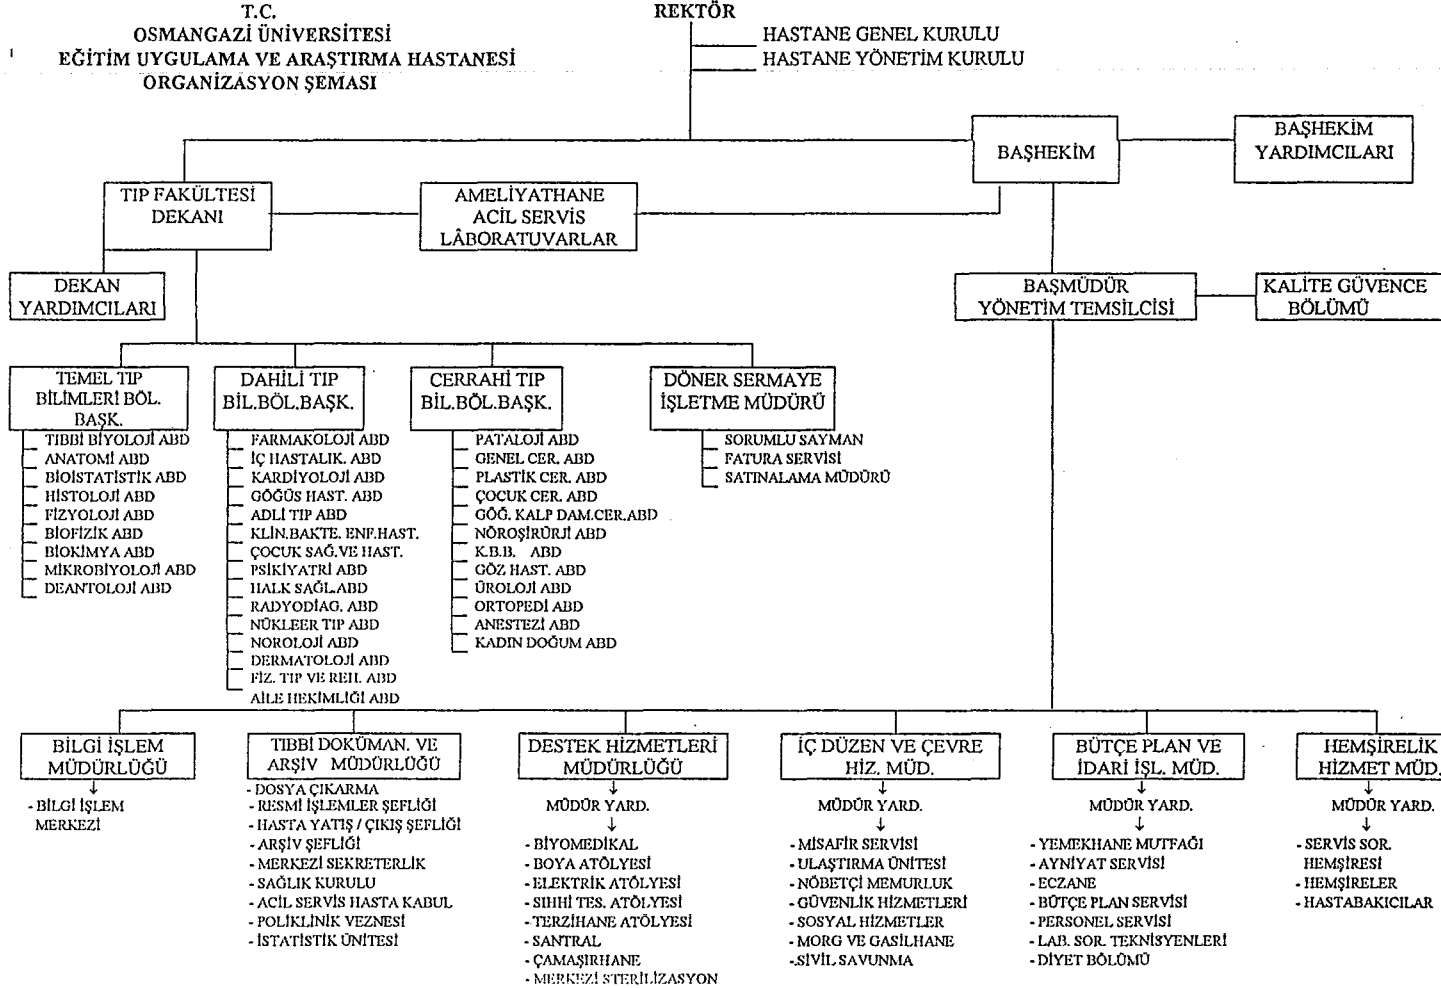 T.C.
OSMANGAZİ ÜNİVERSİTESİ
EĞİTİM UYGULAMA VE ARAŞTIRMA HASTANESİ
ORGANİZASYON ŞEMASI
REKTÖR
HASTANE GENEL KURULU
HASTANE YÖNETİM KURULU
BAŞHEKİM
BAŞHEKİM
YARDIMCILARI
TIP FAKÜLTESİ
DEKANI
AMELİYATHANE
ACİL SERVİS
LÂBORATUVARLAR
DEKAN
YARDIMCILARI
BAŞMÜDÜR
YÖNETİM TEMSİLCİSİ
KALİTE GÜVENCE
BÖLÜMÜ
TEMEL TIP
BİLİMLERİ BÖL.
BAŞK.
TIBBİ BİYOLOJİ ABD
ANATOMİ ABD
BİOİSTATİSTİK ABD
HİSTOLOJİ ABD
FİZYOLOJİ ABD
BİOFİZİK ABD
BİOKİMYA ABD
MİKROBİYOLOJİ ABD
DEANTOLOJİ ABD
DAHİLİ TIP
BİL.BÖL.BAŞK.
FARMAKOLOJİ ABD
İÇ HASTALIK. ABD
KARDİYOLOJİ ABD
GÖĞÜS HAST. ABD
ADLİ TIP ABD
KLİN.BAKTE. ENF.HAST.
ÇOCUK SAĞ.VE HAST.
PSİKİYATRİ ABD
HALK SAĞL.ABD
RADYODİAG. ABD
NÜKLEER TIP ABD
NOROLOJİ ABD
DERMATOLOJİ ABD
FİZ. TIP VE REH. ABD
AİLE HEKİMLİĞİ ABD
CERRAHİ TIP
BİL.BÖL.BAŞK.
PATALOJİ ABD
GENEL CER. ABD
PLASTİK CER. ABD
ÇOCUK CER. ABD
GÖĞ. KALP DAM.CER.ABD
NÖROŞİRÜRJİ ABD
K.B.B. ABD
GÖZ HAST. ABD
ÜROLOJİ ABD
ORTOPEDİ ABD
ANESTEZİ ABD
KADIN DOĞUM ABD
DÖNER SERMAYE
İŞLETME MÜDÜRÜ
SORUMLU SAYMAN
FATURA SERVİSİ
SATINALAMA MÜDÜRÜ
BİLGİ İŞLEM
MÜDÜRLÜĞÜ
- BİLGİ İŞLEM
MERKEZİ
TIBBİ DOKÜMAN. VE
ARŞİV MÜDÜRLÜĞÜ
- DOSYA ÇIKARMA
- RESMİ İŞLEMLER ŞEFLİĞİ
- HASTA YATIŞ / ÇIKIŞ ŞEFLİĞİ
- ARŞİV ŞEFLİĞİ
- MERKEZİ SEKRETERLİK
- SAĞLIK KURULU
- ACİL SERVİS HASTA KABUL
- POLİKLİNİK VEZNESİ
- İSTATİSTİK ÜNİTESİ
DESTEK HİZMETLERİ
MÜDÜRLÜĞÜ
MÜDÜR YARD.
- BİYOMEDİKAL
- BOYA ATÖLYESİ
- ELEKTRİK ATÖLYESİ
- SIHHİ TES. ATÖLYESİ
- TERZİHANE ATÖLYESİ
- SANTRAL
- ÇAMAŞIRHANE
- MERKEZİ STERİLİZASYON
İÇ DÜZEN VE ÇEVRE
HİZ. MÜD.
MÜDÜR YARD.
- MİSAFİR SERVİSİ
- ULAŞTIRMA ÜNİTESİ
- NÖBETÇİ MEMURLUK
- GÜVENLİK HİZMETLERİ
- SOSYAL HİZMETLER
- MORG VE GASİLHANE
- SİVİL SAVUNMA
BÜTÇE PLAN VE
İDARİ İŞL. MÜD.
MÜDÜR YARD.
- YEMEKHANE MUTFAĞI
- AYNİYAT SERVİSİ
- ECZANE
- BÜTÇE PLAN SERVİSİ
- PERSONEL SERVİSİ
- LAB. SOR. TEKNİSYENLERİ
- DİYET BÖLÜMÜ
HEMŞİRELİK
HİZMET MÜD.
MÜDÜR YARD.
- SERVİS SOR.
HEMŞİRESİ
- HEMŞİRELER
- HASTABAKICILAR